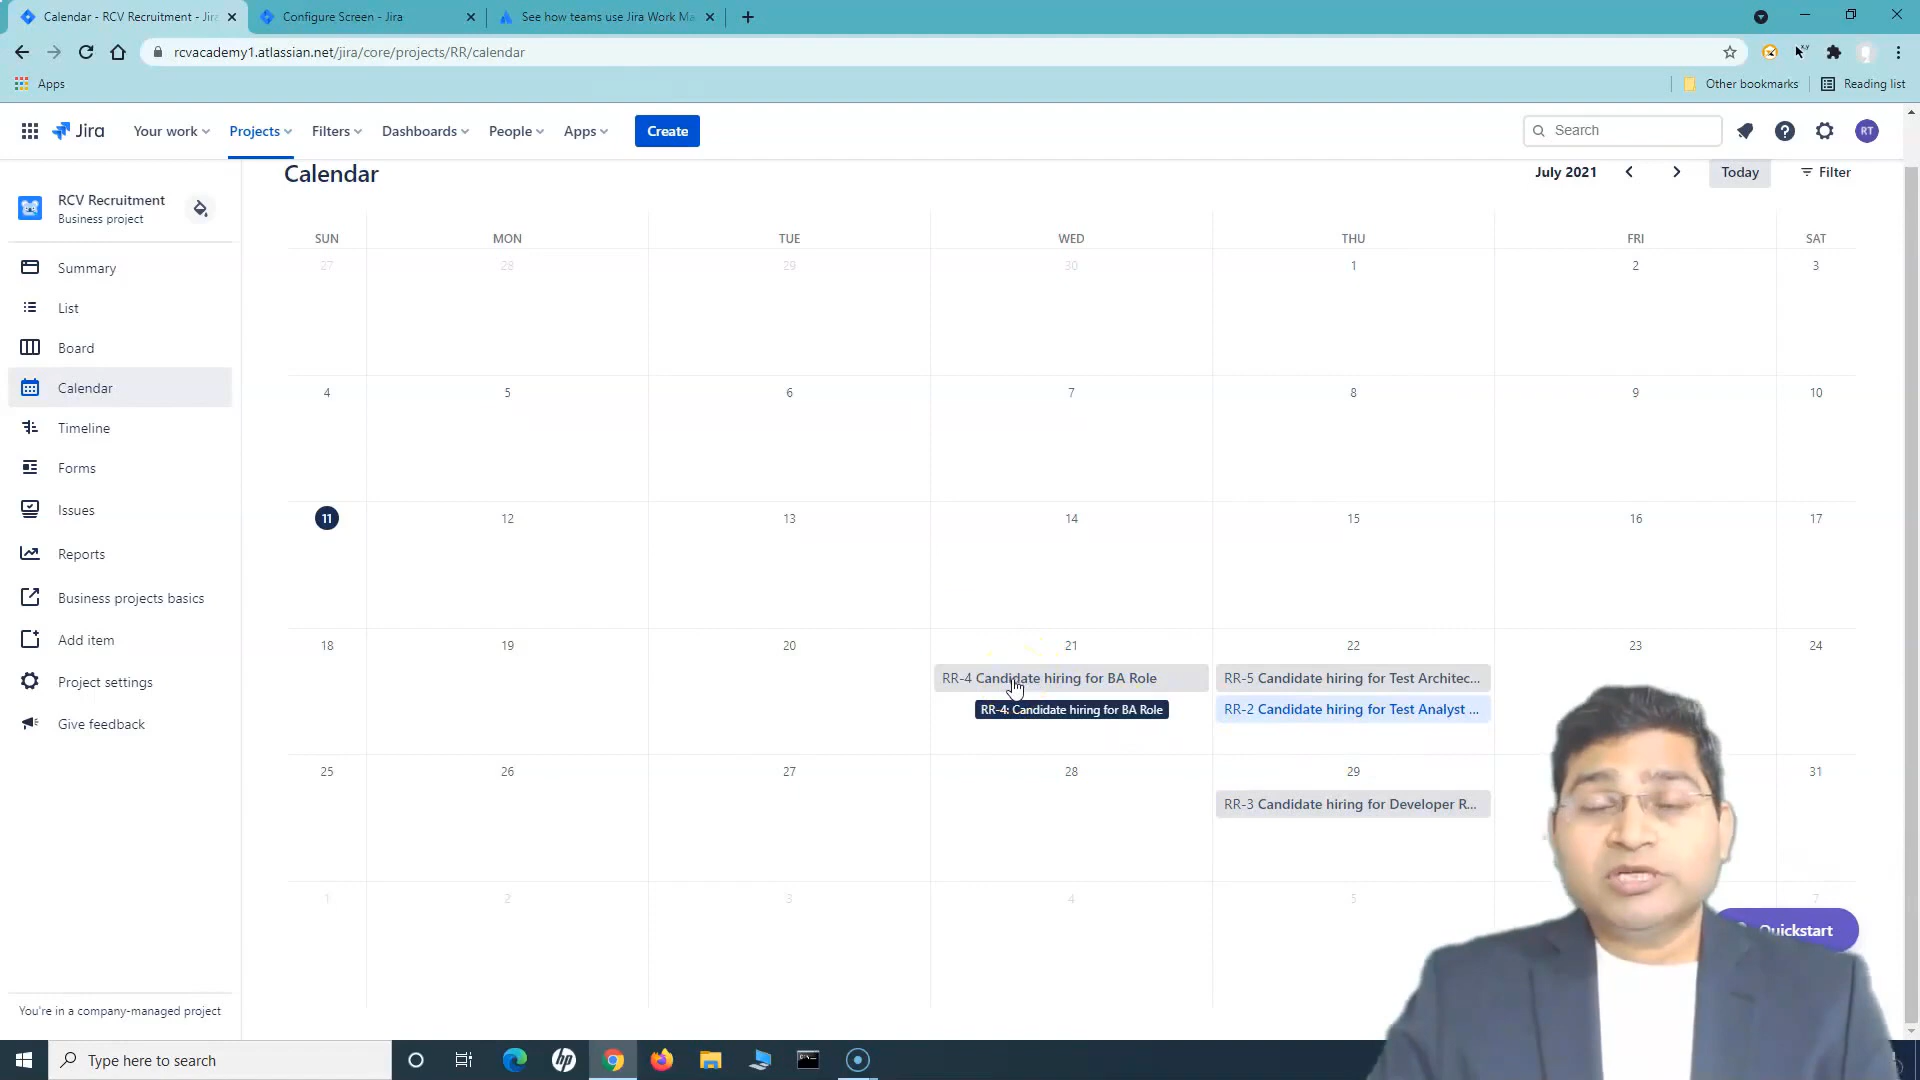 Calendar - RCV Recruitment - Jira
Configure Screen - Jira
See how teams use Jira Work Ma
rcvacademy1.atlassian.net/jira/core/projects/RR/calendar
Apps
Other bookmarks
Reading list
Jira
Your work
Projects
Filters
Dashboards
People
Apps
Create
Search
RT
RCV Recruitment
Business project
Summary
List
Board
Calendar
Timeline
Forms
Issues
Reports
Business projects basics
Add item
Project settings
Give feedback
You're in a company-managed project
Calendar
July 2021
Today
Filter
SUN MON TUE WED THU FRI SAT
27 28 29 30 1 2 3
4 5 6 7 8 9 10
11 12 13 14 15 16 17
18 19 20 21 22 23 24
RR-4 Candidate hiring for BA Role
RR-5 Candidate hiring for Test Architec...
RR-4: Candidate hiring for BA Role
RR-2 Candidate hiring for Test Analyst ...
25 26 27 28 29 31
RR-3 Candidate hiring for Developer R...
1 2 3 4 5 7
Quickstart
Type here to search
hp